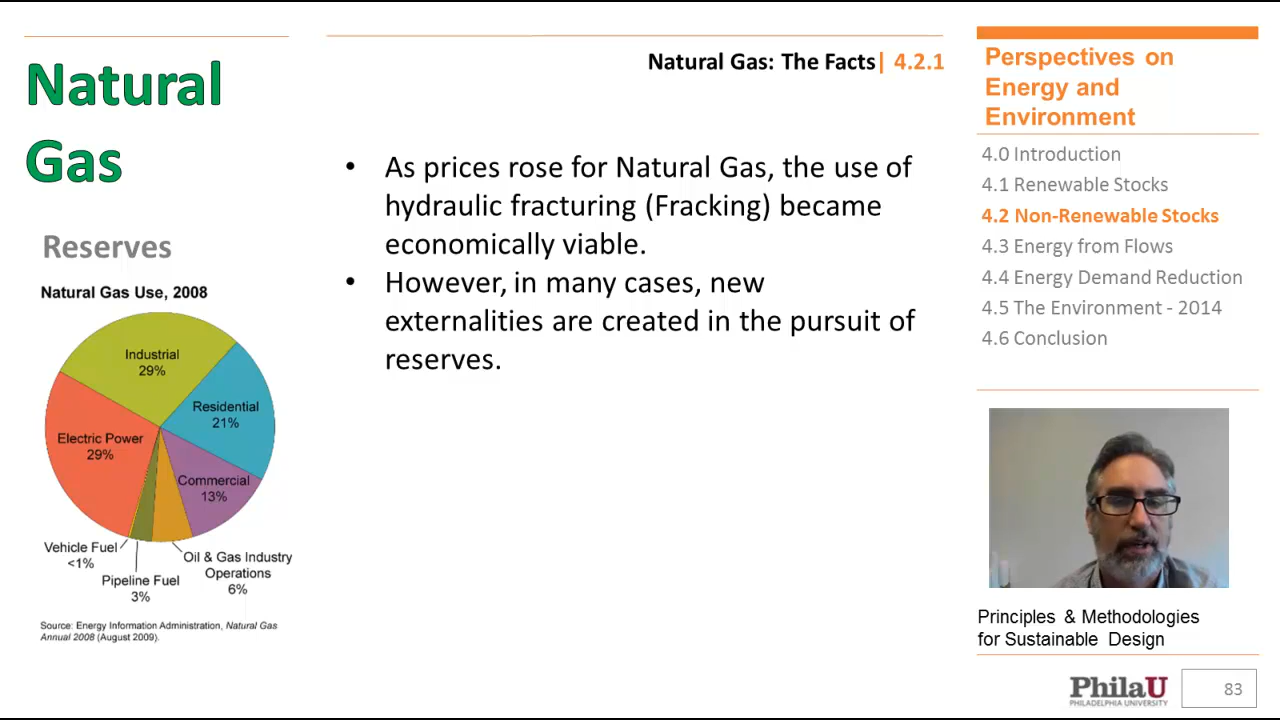 Natural
Gas
Reserves
Natural Gas Use, 2008
Industrial
29%
Residential
21%
Electric Power
29%
Commercial
13%
Vehicle Fuel
<1%
Pipeline Fuel
3%
Oil & Gas Industry
Operations
6%
Source: Energy Information Administration, Natural Gas
Annual 2008 (August 2009).
Natural Gas: The Facts| 4.2.1
• As prices rose for Natural Gas, the use of
hydraulic fracturing (Fracking) became
economically viable.
• However, in many cases, new
externalities are created in the pursuit of
reserves.
Perspectives on
Energy and
Environment
4.0 Introduction
4.1 Renewable Stocks
4.2 Non-Renewable Stocks
4.3 Energy from Flows
4.4 Energy Demand Reduction
4.5 The Environment - 2014
4.6 Conclusion
Principles & Methodologies
for Sustainable Design
PhilaU
PHILADELPHIA UNIVERSITY
83